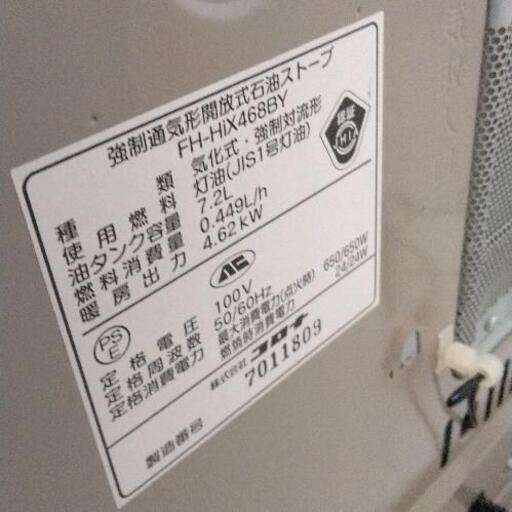 強制通気形開放式石油ストーブ
FH-HiX468BY
種類 気化式・強制対流形
使用燃料 灯油(JIS1号灯油)
油タンク容量 7.2L
燃料消費量 0.449L/h
暖房出力 4.62kW
認証
JHIA
PS
E
AC
定格電圧 100V
定格周波数 50/60Hz
定格消費電力 最大消費電力(点火時) 650/650W
燃焼時消費電力 24/24W
株式会社 コロナ
製造番号 7011809